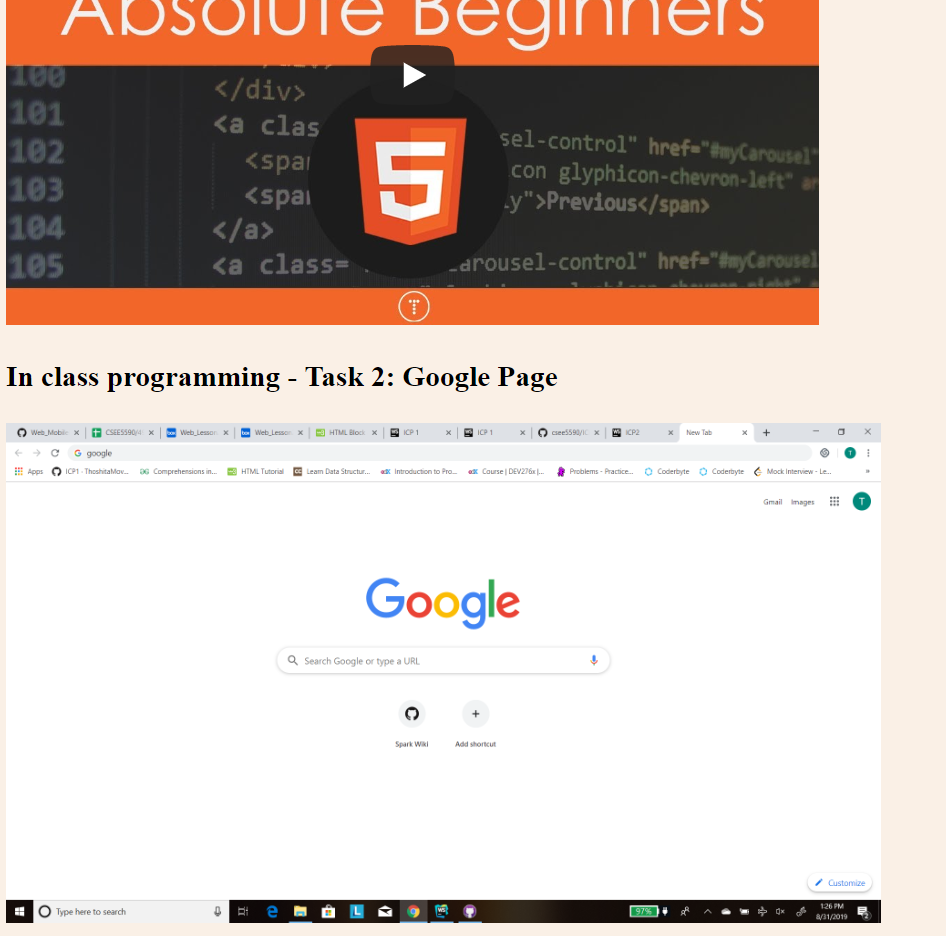 Absolute Beginners
100
101
102
103
104
105
</div>
<a clas
sel-control" href="#myCarousel"
<spa
con glyphicon-chevron-left"
<spa
y">Previous</span>
</a>
<a class=
arousel-control" href="#myCarousel
5
In class programming - Task 2: Google Page
Web_Mobile
CSEE5590/4
Web_Lesson
Web_Lesson
HTML Block
ICP 1
ICP 1
csee5590/IC
ICP2
New Tab
google
Apps
ICP1 - ThoshitaMov...
Comprehensions in...
HTML Tutorial
Learn Data Structur...
Introduction to Pro...
Course | DEV276x |...
Problems - Practice...
Coderbyte
Coderbyte
Mock Interview - Le...
»
Gmail Images T
Google
Search Google or type a URL
Spark Wiki Add shortcut
Customize
Type here to search
97%
1:26 PM
8/31/2019